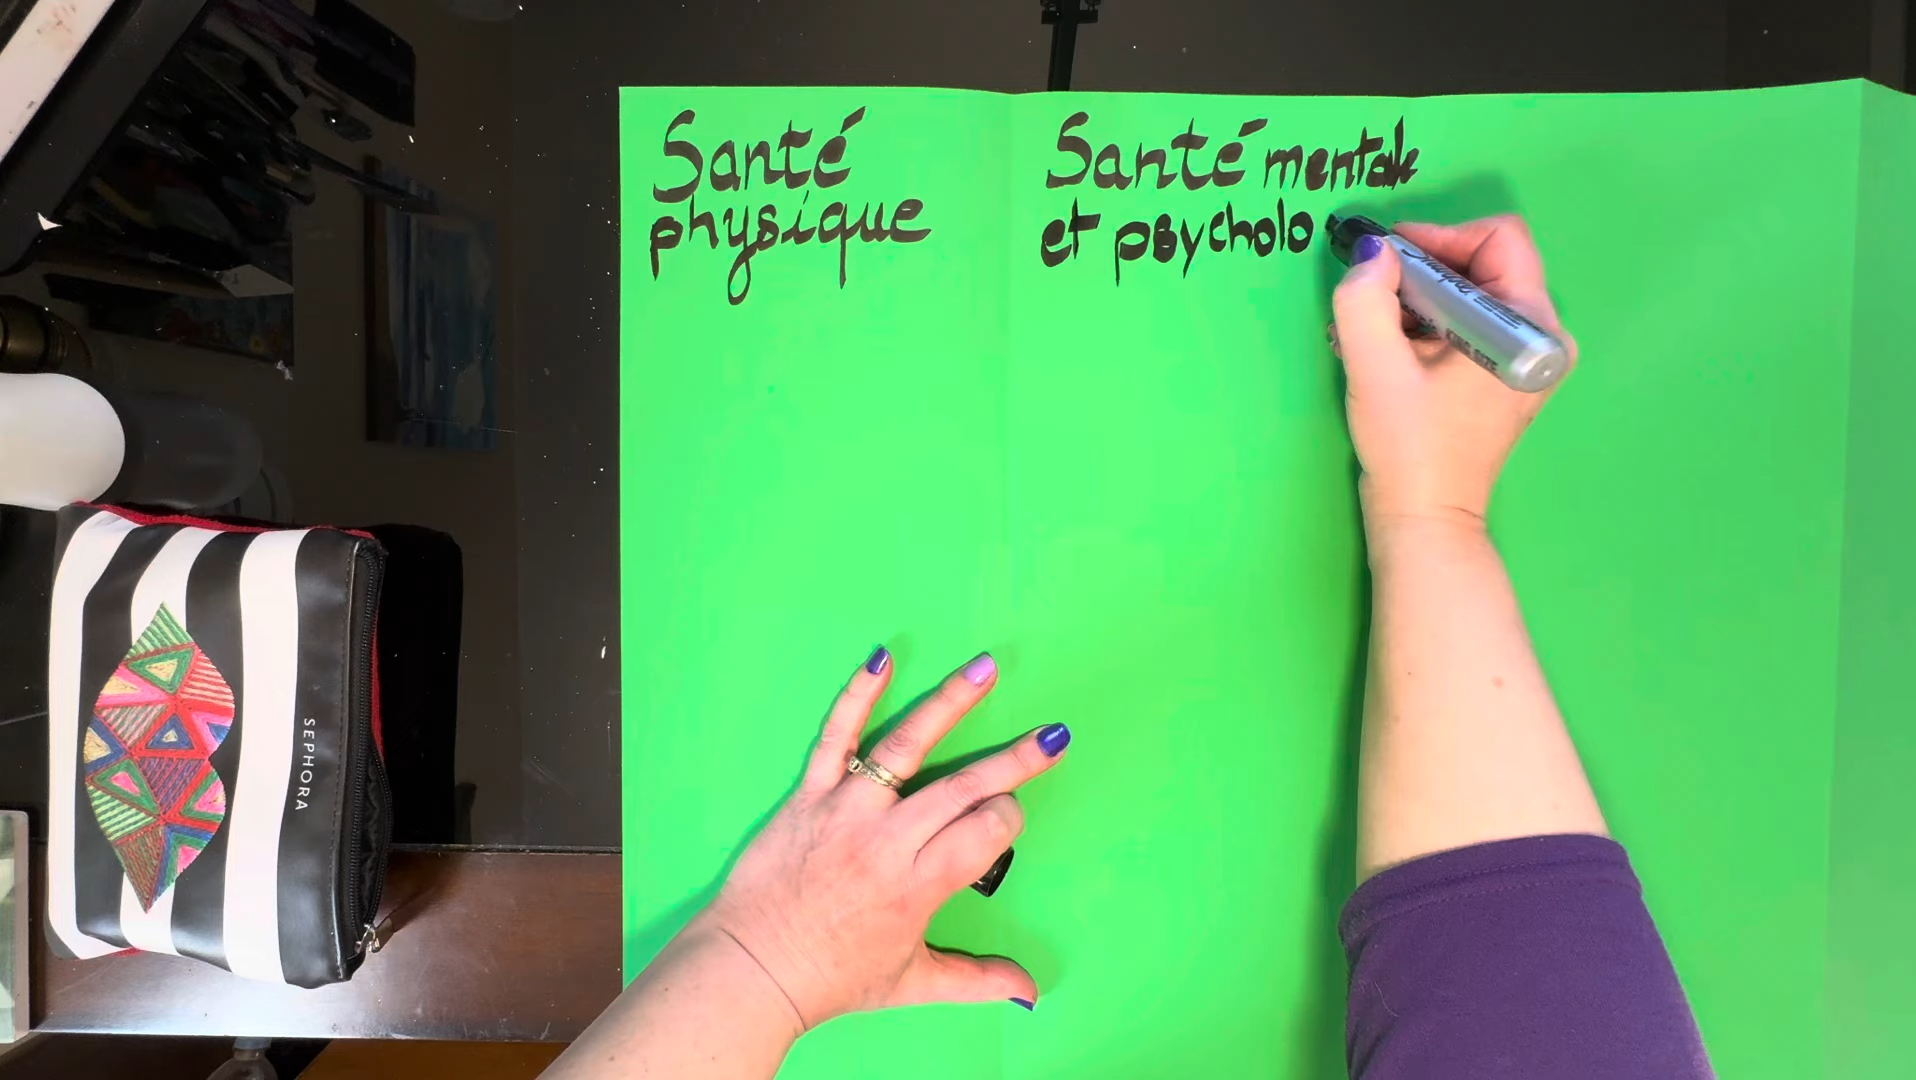 Santé
physique
Santé mentale
et psycholo
SEPHORA